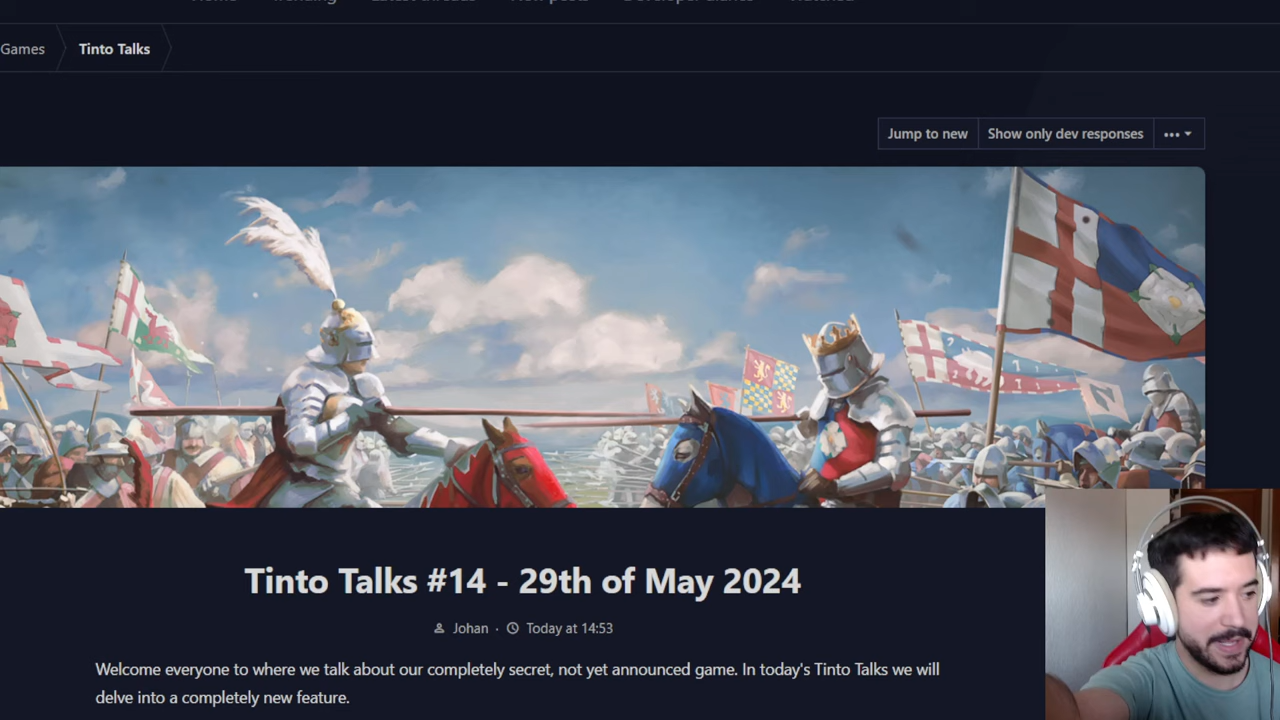 Games
Tinto Talks
Jump to new
Show only dev responses
Tinto Talks #14 - 29th of May 2024
Johan · Today at 14:53
Welcome everyone to where we talk about our completely secret, not yet announced game. In today's Tinto Talks we will
delve into a completely new feature.